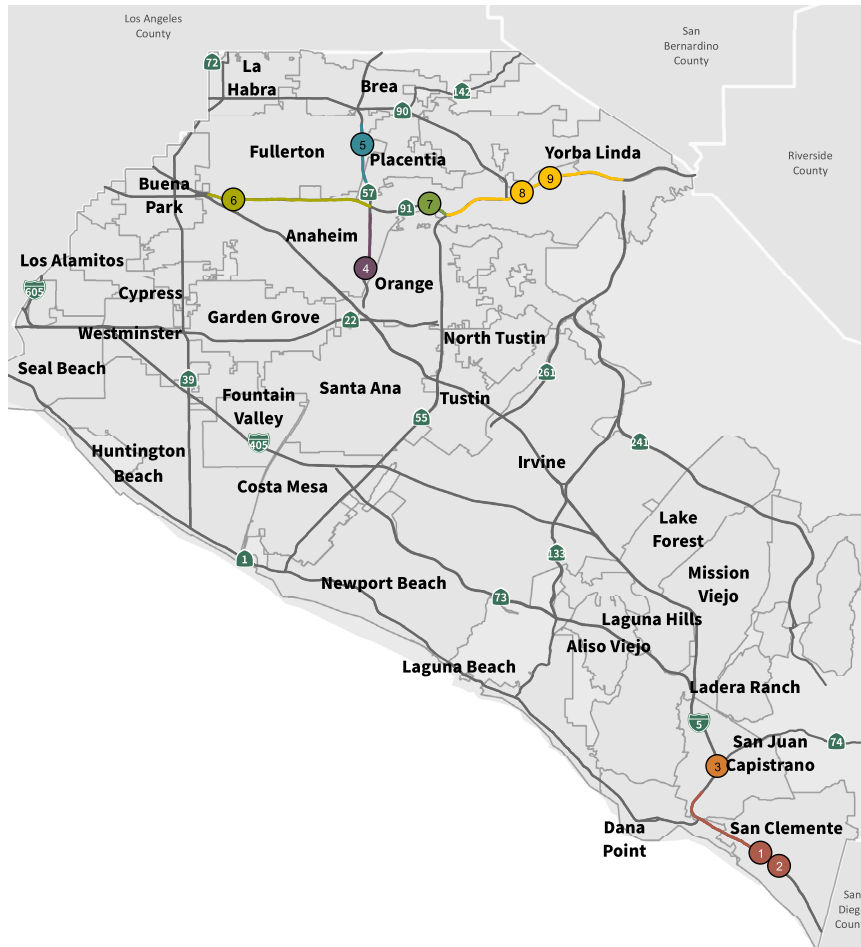 Los Angeles
County
San
Bernardino
County
72
La
Habra
Brea
142
90
5
Fullerton
Placentia
Yorba Linda
Riverside
County
9
8
Buena
Park
6
57
91
7
Anaheim
Los Alamitos
4
Orange
605
Cypress
Garden Grove
22
Westminster
North Tustin
Seal Beach
39
261
Santa Ana
Fountain
Valley
Tustin
55
405
241
Huntington
Beach
Irvine
Costa Mesa
Lake
Forest
1
133
Newport Beach
Mission
Viejo
73
Laguna Hills
Aliso Viejo
Laguna Beach
Ladera Ranch
5
San Juan
Capistrano
74
3
Dana
Point
San Clemente
1
2
San
Dieg
Coun